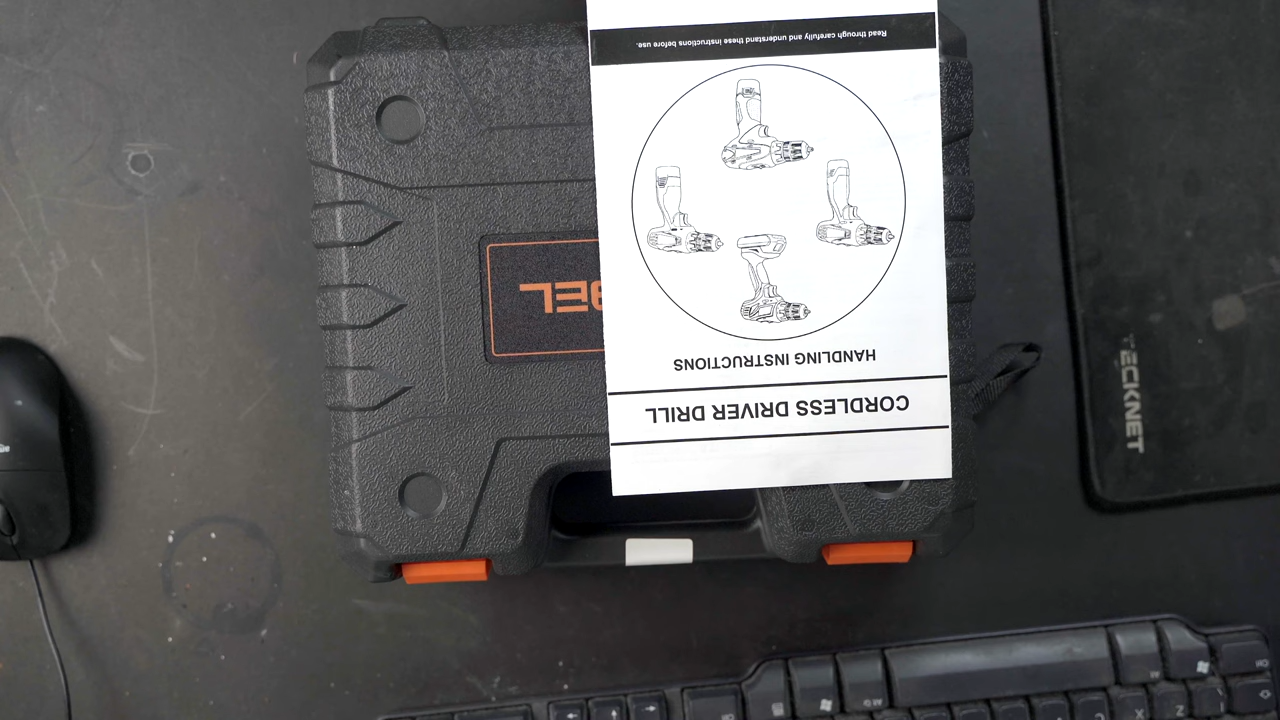 CORDLESS DRIVER DRILL
HANDLING INSTRUCTIONS
Read through carefully and understand these instructions before use.
TECKNET